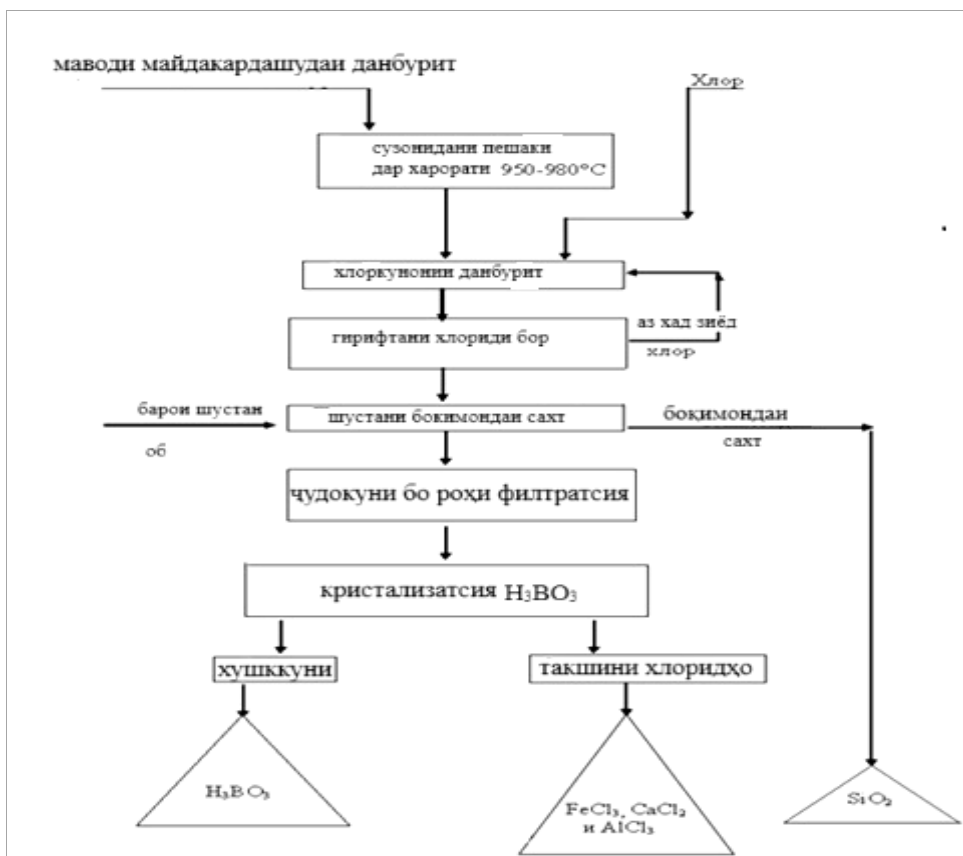 маводи майдакардашудаи данбурит
Хлор
сузонидани пешаки
дар харорати 950-980°C
хлоркунонии данбурит
аз хад зиёд
хлор
гирифтани хлориди бор
барои шустан
об
шустани бокимондаи сахт
боқимондаи
сахт
ҷудокуни бо роҳи филтратсия
кристализатсия H₃BO₃
хушккуни
такшини хлоридҳо
H₃BO₃
FeCl₃, CaCl₂
и AlCl₃
SiO₂